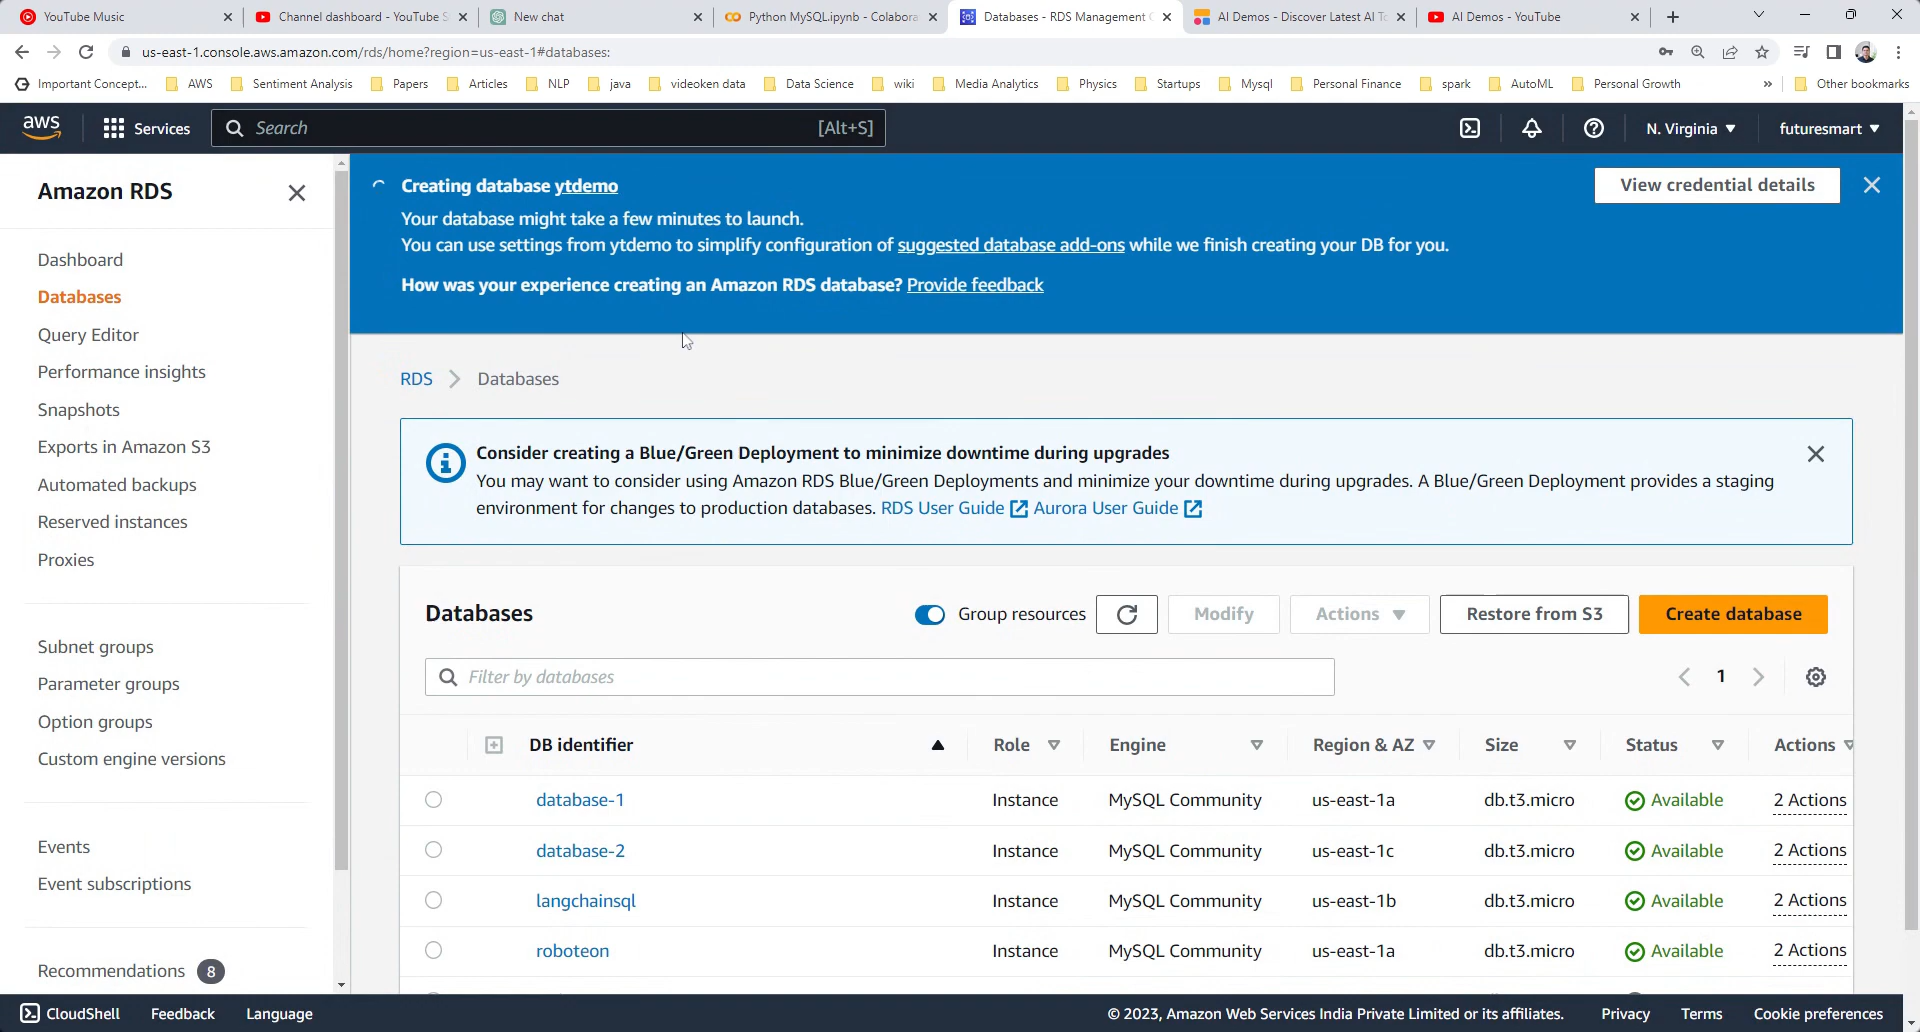 YouTube Music
Channel dashboard - YouTube S
New chat
Python MySQL.ipynb - Colabora
Databases - RDS Management C
AI Demos - Discover Latest AI To
AI Demos - YouTube
us-east-1.console.aws.amazon.com/rds/home?region=us-east-1#databases:
Important Concept...
AWS
Sentiment Analysis
Papers
Articles
NLP
java
videoken data
Data Science
wiki
Media Analytics
Physics
Startups
Mysql
Personal Finance
spark
AutoML
Personal Growth
»
Other bookmarks
aws
Services
Search
[Alt+S]
N. Virginia
futuresmart
Amazon RDS
Dashboard
Databases
Query Editor
Performance insights
Snapshots
Exports in Amazon S3
Automated backups
Reserved instances
Proxies
Subnet groups
Parameter groups
Option groups
Custom engine versions
Events
Event subscriptions
Recommendations 8
Creating database ytdemo
Your database might take a few minutes to launch.
You can use settings from ytdemo to simplify configuration of suggested database add-ons while we finish creating your DB for you.
How was your experience creating an Amazon RDS database? Provide feedback
View credential details
RDS > Databases
Consider creating a Blue/Green Deployment to minimize downtime during upgrades
You may want to consider using Amazon RDS Blue/Green Deployments and minimize your downtime during upgrades. A Blue/Green Deployment provides a staging
environment for changes to production databases. RDS User Guide Aurora User Guide
Databases
Group resources
Modify
Actions
Restore from S3
Create database
Filter by databases
1
DB identifier Role Engine Region & AZ Size Status Actions
database-1 Instance MySQL Community us-east-1a db.t3.micro Available 2 Actions
database-2 Instance MySQL Community us-east-1c db.t3.micro Available 2 Actions
langchainsql Instance MySQL Community us-east-1b db.t3.micro Available 2 Actions
roboteon Instance MySQL Community us-east-1a db.t3.micro Available 2 Actions
CloudShell
Feedback
Language
© 2023, Amazon Web Services India Private Limited or its affiliates.
Privacy
Terms
Cookie preferences